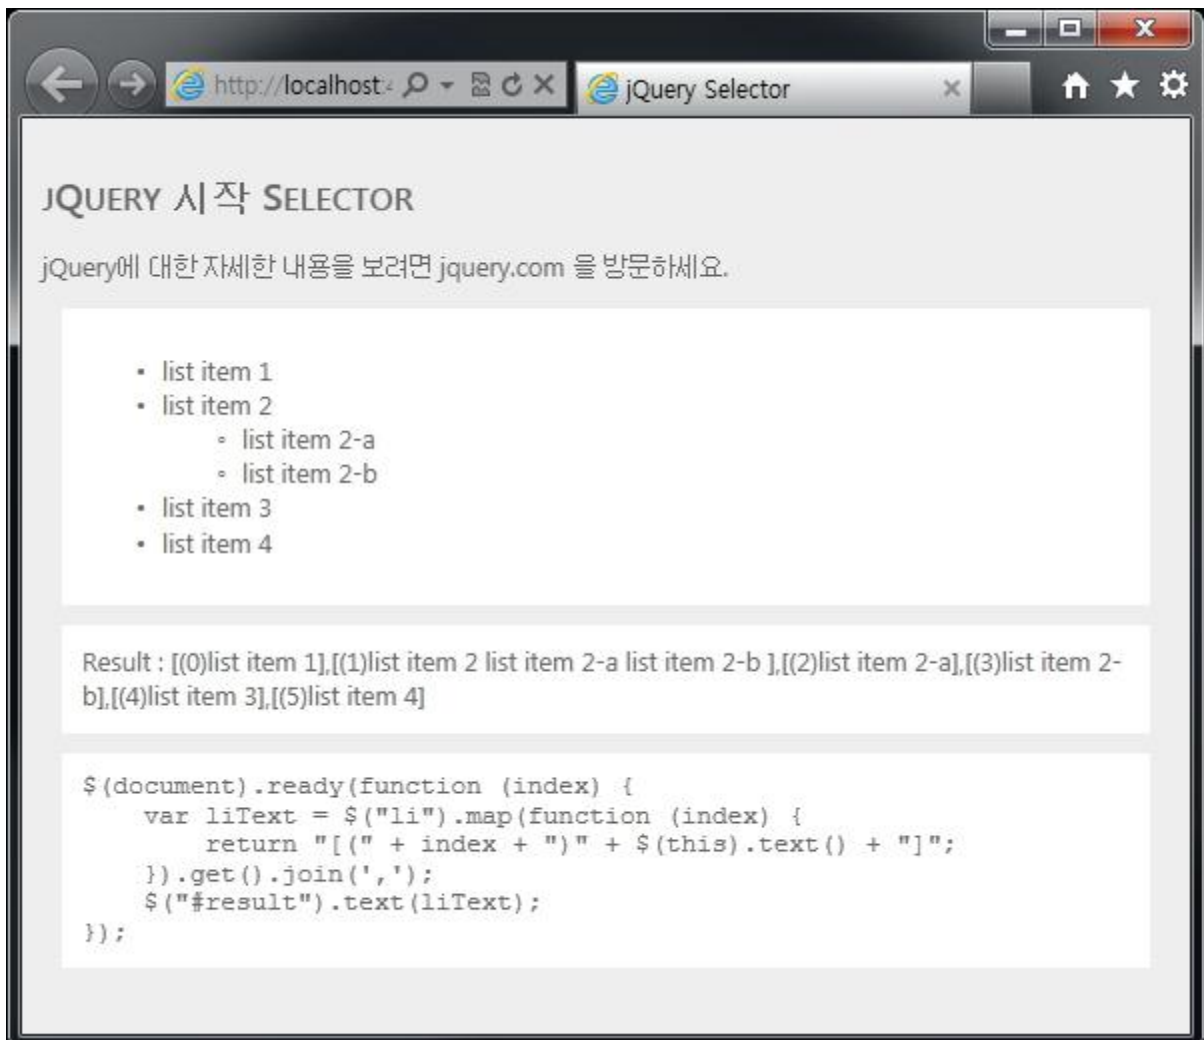 http://localhost:
jQuery Selector
JQUERY 시작 SELECTOR
jQuery에 대한 자세한 내용을 보려면 jquery.com 을 방문하세요.
• list item 1
• list item 2
◦ list item 2-a
◦ list item 2-b
• list item 3
• list item 4
Result : [(0)list item 1],[(1)list item 2 list item 2-a list item 2-b ],[(2)list item 2-a],[(3)list item 2-
b],[(4)list item 3],[(5)list item 4]
$(document).ready(function (index) {
    var liText = $("li").map(function (index) {
        return "[(" + index + ")" + $(this).text() + "]";
    }).get().join(',');
    $("#result").text(liText);
});